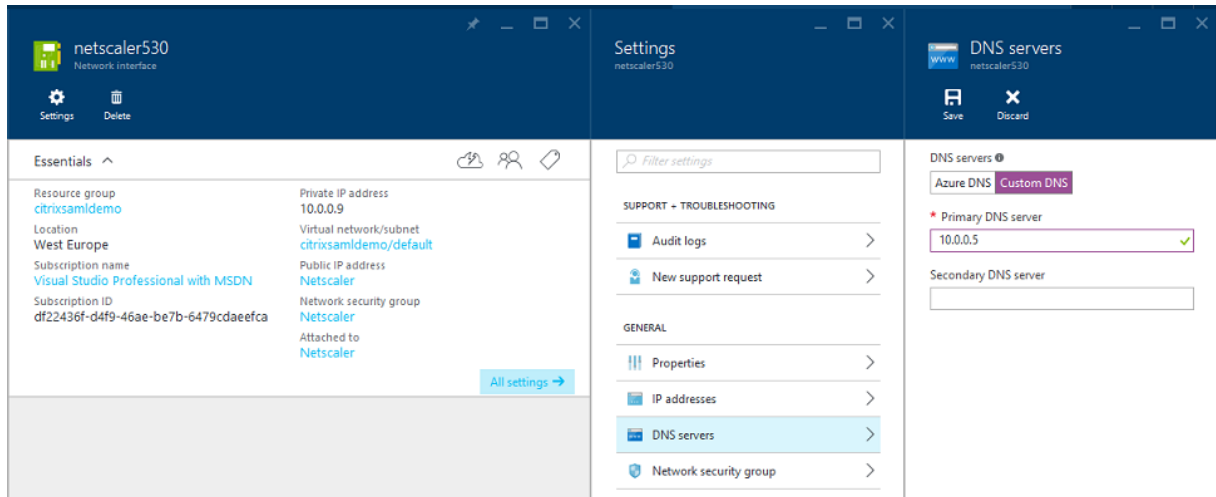 netscaler530
Network interface
Settings
Delete
Essentials
Resource group
citrixsamldemo
Location
West Europe
Subscription name
Visual Studio Professional with MSDN
Subscription ID
df22436f-d4f9-46ae-be7b-6479cdaeefca
Private IP address
10.0.0.9
Virtual network/subnet
citrixsamldemo/default
Public IP address
Netscaler
Network security group
Netscaler
Attached to
Netscaler
All settings
Settings
netscaler530
Filter settings
SUPPORT + TROUBLESHOOTING
Audit logs
New support request
GENERAL
Properties
IP addresses
DNS servers
Network security group
WWW
DNS servers
netscaler530
Save
Discard
DNS servers
Azure DNS Custom DNS
* Primary DNS server
10.0.0.5
Secondary DNS server